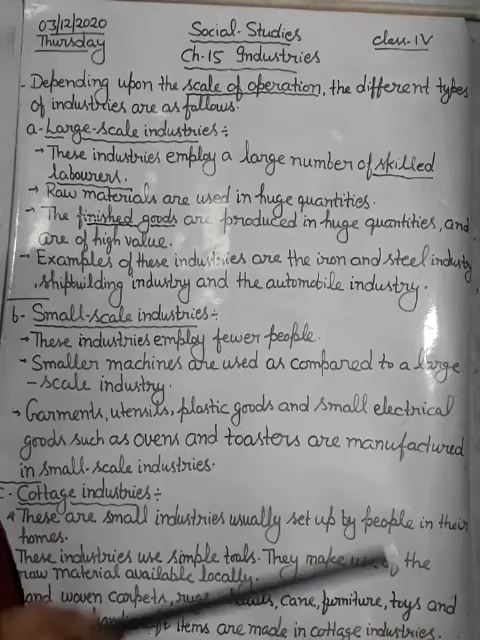 03/12/2020
Thursday
Social-Studies
Ch-15 Industries
class-IV
- Depending upon the scale of operation, the different types
of industries are as follows.
a- Large-scale industries:-
→ These industries employ a large number of skilled
labourers.
→ Raw materials are used in huge quantities.
→ The finished goods are produced in huge quantities, and
are of high value.
→ Examples of these industries are the iron and steel industry
, shipbuilding industry and the automobile industry.
b- Small-scale industries:-
→ These industries employ fewer people.
→ Smaller machines are used as compared to a large
-scale industry.
→ Garments, utensils, plastic goods and small electrical
goods such as ovens and toasters are manufactured
in small-scale industries.
c- Cottage industries:-
* These are small industries usually set up by people in their
homes.
These industries use simple tools. They make use of the
raw material available locally.
and woven carpets, cane, furniture, toys and
items are made in cottage industries.